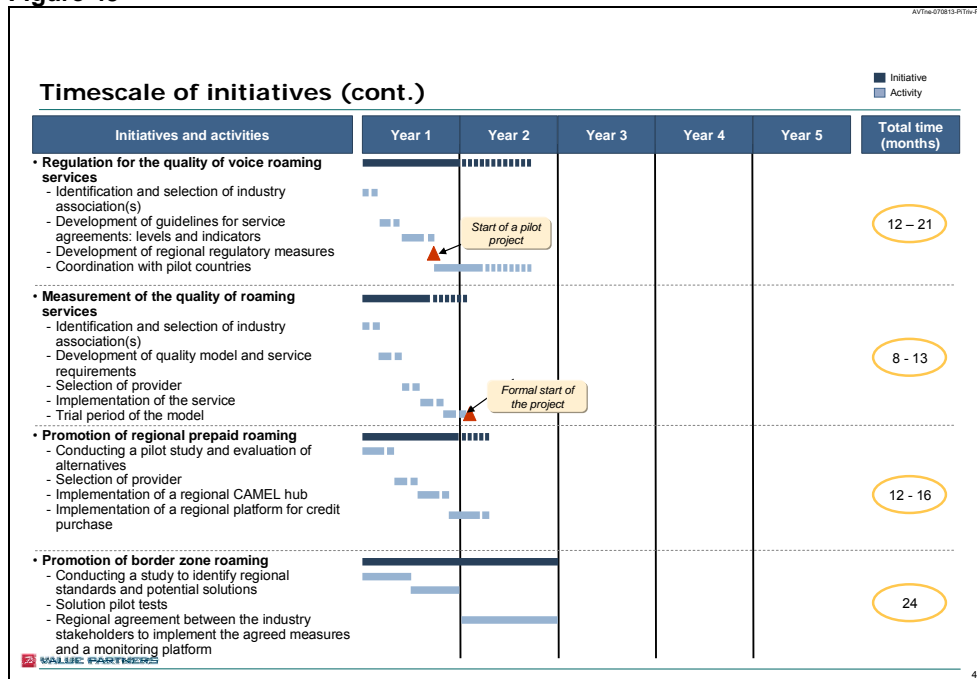 AVTne-070813-PiTriv-F
Timescale of initiatives (cont.)
Initiative
Activity
Initiatives and activities
Year 1
Year 2
Year 3
Year 4
Year 5
Total time
(months)
• Regulation for the quality of voice roaming
services
- Identification and selection of industry
association(s)
- Development of guidelines for service
agreements: levels and indicators
- Development of regional regulatory measures
- Coordination with pilot countries
Start of a pilot
project
12 – 21
• Measurement of the quality of roaming
services
- Identification and selection of industry
association(s)
- Development of quality model and service
requirements
- Selection of provider
- Implementation of the service
- Trial period of the model
Formal start of
the project
8 - 13
• Promotion of regional prepaid roaming
- Conducting a pilot study and evaluation of
alternatives
- Selection of provider
- Implementation of a regional CAMEL hub
- Implementation of a regional platform for credit
purchase
12 - 16
• Promotion of border zone roaming
- Conducting a study to identify regional
standards and potential solutions
- Solution pilot tests
- Regional agreement between the industry
stakeholders to implement the agreed measures
and a monitoring platform
24
VALUE PARTNERS
4